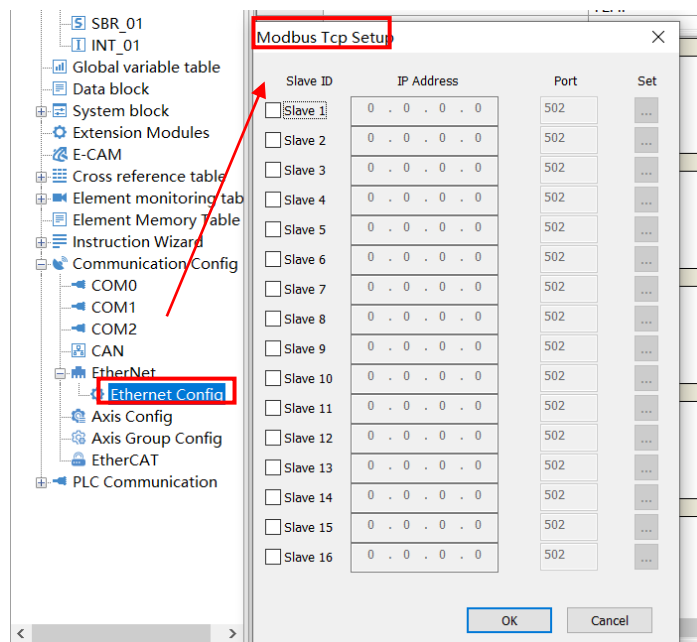 SBR_01
INT_01
Global variable table
Data block
System block
Extension Modules
E-CAM
Cross reference table
Element monitoring tab
Element Memory Table
Instruction Wizard
Communication Config
COM0
COM1
COM2
CAN
EtherNet
Ethernet Config
Axis Config
Axis Group Config
EtherCAT
PLC Communication
Modbus Tcp Setup
Slave ID IP Address Port Set
Slave 1 0 . 0 . 0 . 0 502 ...
Slave 2 0 . 0 . 0 . 0 502 ...
Slave 3 0 . 0 . 0 . 0 502 ...
Slave 4 0 . 0 . 0 . 0 502 ...
Slave 5 0 . 0 . 0 . 0 502 ...
Slave 6 0 . 0 . 0 . 0 502 ...
Slave 7 0 . 0 . 0 . 0 502 ...
Slave 8 0 . 0 . 0 . 0 502 ...
Slave 9 0 . 0 . 0 . 0 502 ...
Slave 10 0 . 0 . 0 . 0 502 ...
Slave 11 0 . 0 . 0 . 0 502 ...
Slave 12 0 . 0 . 0 . 0 502 ...
Slave 13 0 . 0 . 0 . 0 502 ...
Slave 14 0 . 0 . 0 . 0 502 ...
Slave 15 0 . 0 . 0 . 0 502 ...
Slave 16 0 . 0 . 0 . 0 502 ...
OK Cancel